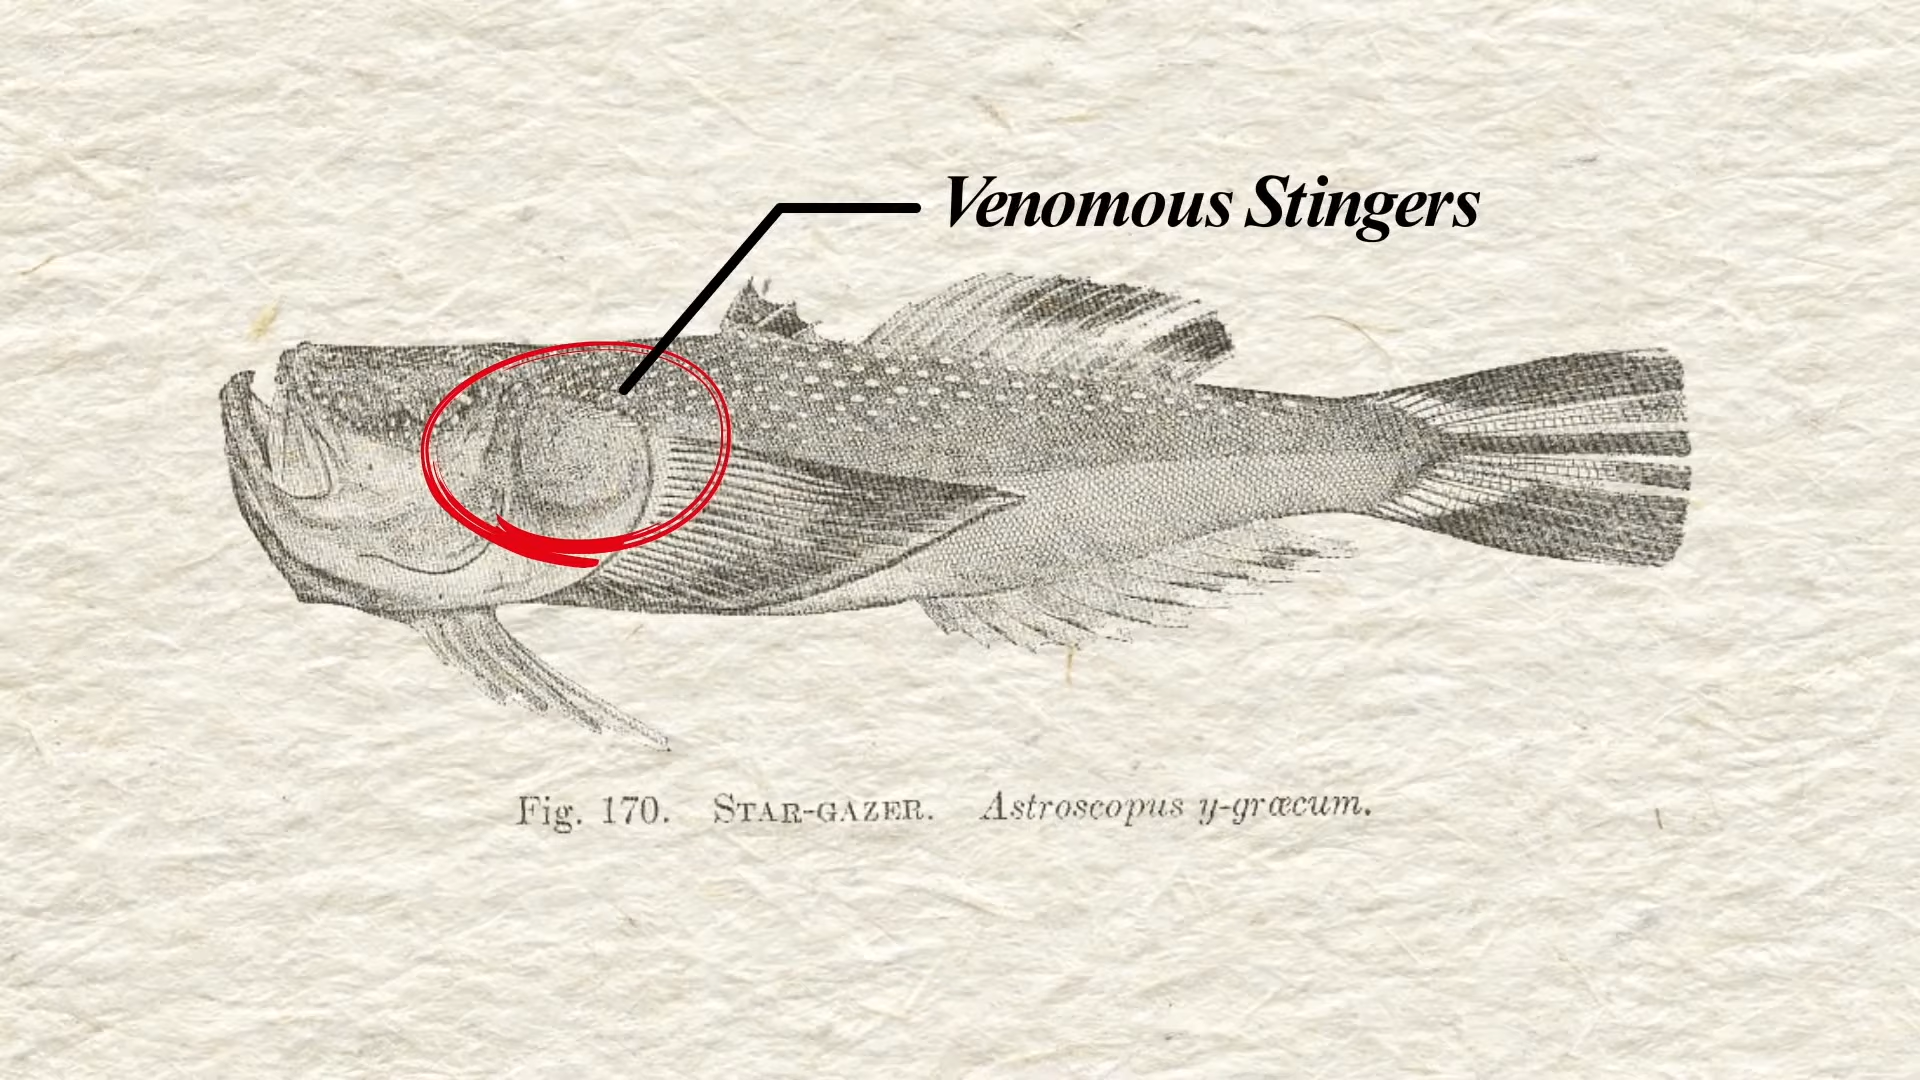 Venomous Stingers
Fig. 170. STAR-GAZER. Astroscopus y-græcum.